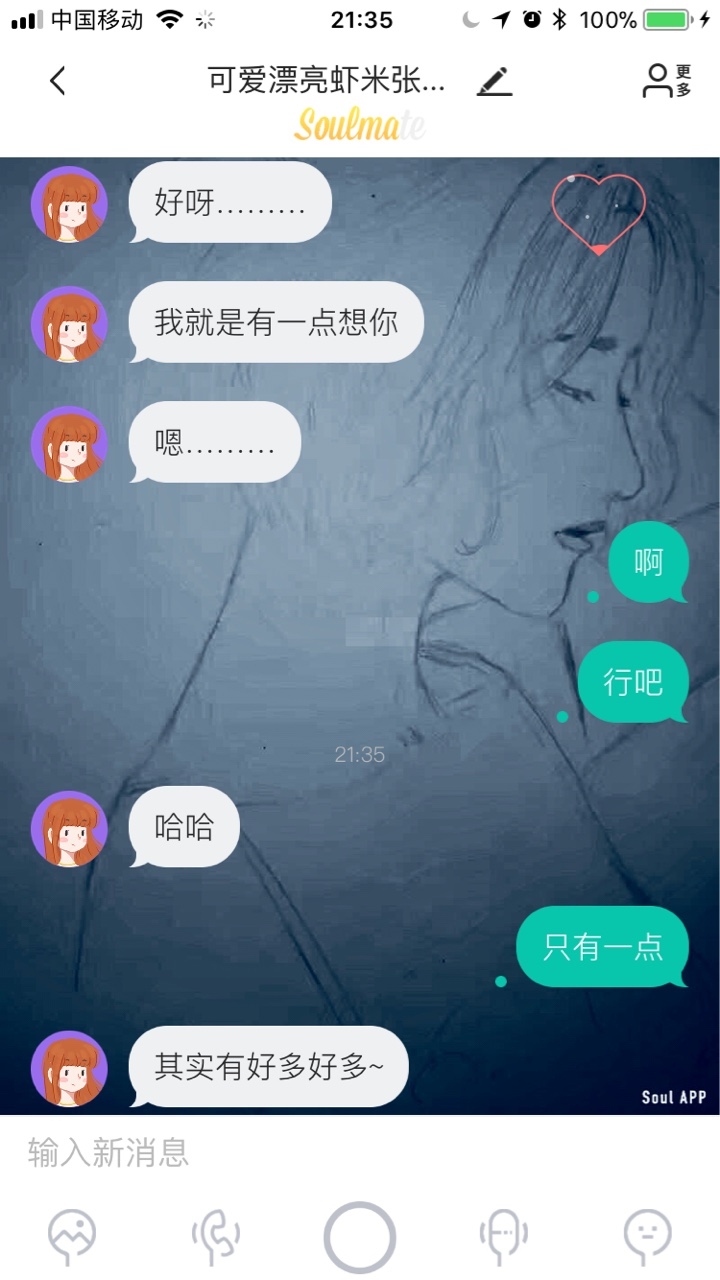 中国移动
21:35
100%
可爱漂亮虾米张...
更多
Soulmate
好呀.........
我就是有一点想你
嗯.........
啊
行吧
21:35
哈哈
只有一点
其实有好多好多~
Soul APP
输入新消息